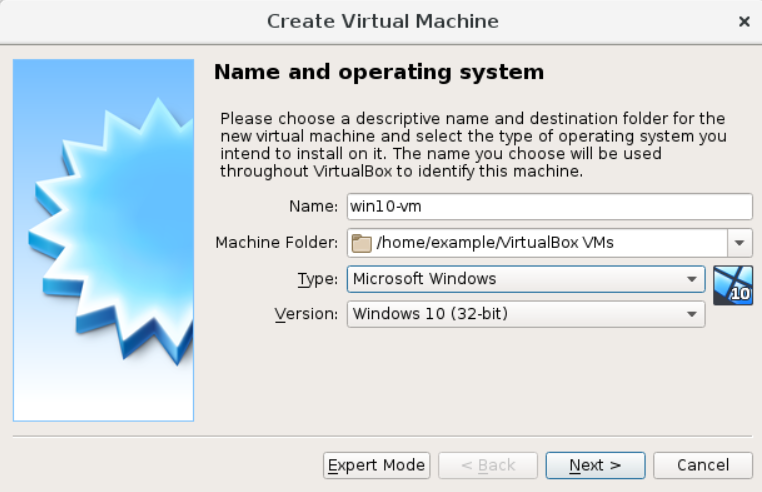 Create Virtual Machine ×
Name and operating system
Please choose a descriptive name and destination folder for the
new virtual machine and select the type of operating system you
intend to install on it. The name you choose will be used
throughout VirtualBox to identify this machine.
Name: win10-vm
Machine Folder: /home/example/VirtualBox VMs
Type: Microsoft Windows
10
Version: Windows 10 (32-bit)
Expert Mode < Back Next > Cancel